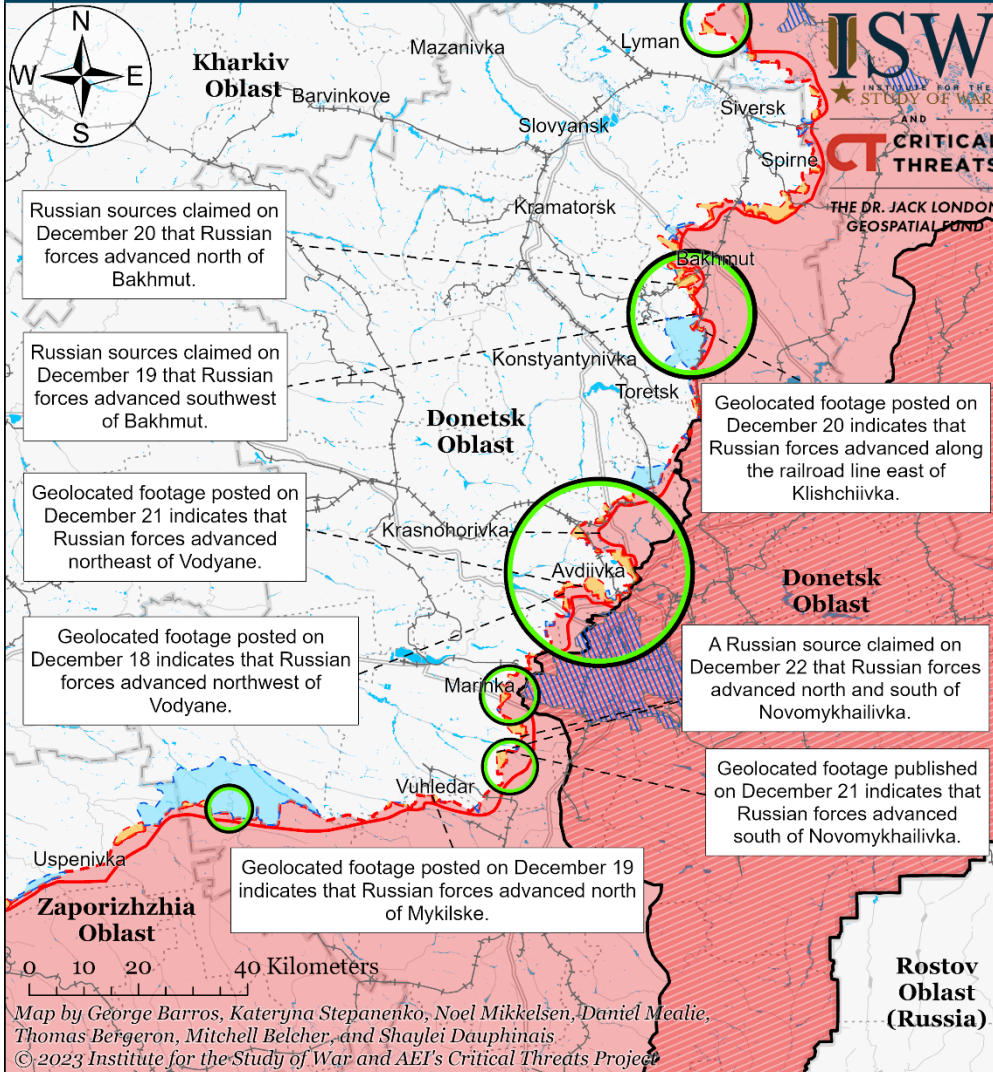 N
W
E
S
Kharkiv
Oblast
Mazanivka
Lyman
Barvinkove
Slovyansk
Siversk
Spirne
Kramatorsk
ISW
INSTITUTE FOR THE
STUDY OF WAR
AND
CT CRITICAL
THREATS
THE DR. JACK LONDON
GEOSPATIAL FUND
Russian sources claimed on
December 20 that Russian
forces advanced north of
Bakhmut.
Bakhmut
Russian sources claimed on
December 19 that Russian
forces advanced southwest
of Bakhmut.
Konstyantynivka
Toretsk
Donetsk
Oblast
Geolocated footage posted on
December 20 indicates that
Russian forces advanced along
the railroad line east of
Klishchiivka.
Geolocated footage posted on
December 21 indicates that
Russian forces advanced
northeast of Vodyane.
Krasnohorivka
Avdiivka
Donetsk
Oblast
Geolocated footage posted on
December 18 indicates that Russian
forces advanced northwest of
Vodyane.
Marinka
A Russian source claimed on
December 22 that Russian forces
advanced north and south of
Novomykhailivka.
Geolocated footage published
on December 21 indicates that
Russian forces advanced
south of Novomykhailivka.
Vuhledar
Uspenivka
Geolocated footage posted on December 19
indicates that Russian forces advanced north
of Mykilske.
Zaporizhzhia
Oblast
Rostov
Oblast
(Russia)
0 10 20 40 Kilometers
Map by George Barros, Kateryna Stepanenko, Noel Mikkelsen, Daniel Mealie,
Thomas Bergeron, Mitchell Belcher, and Shaylei Dauphinais
© 2023 Institute for the Study of War and AEI's Critical Threats Project